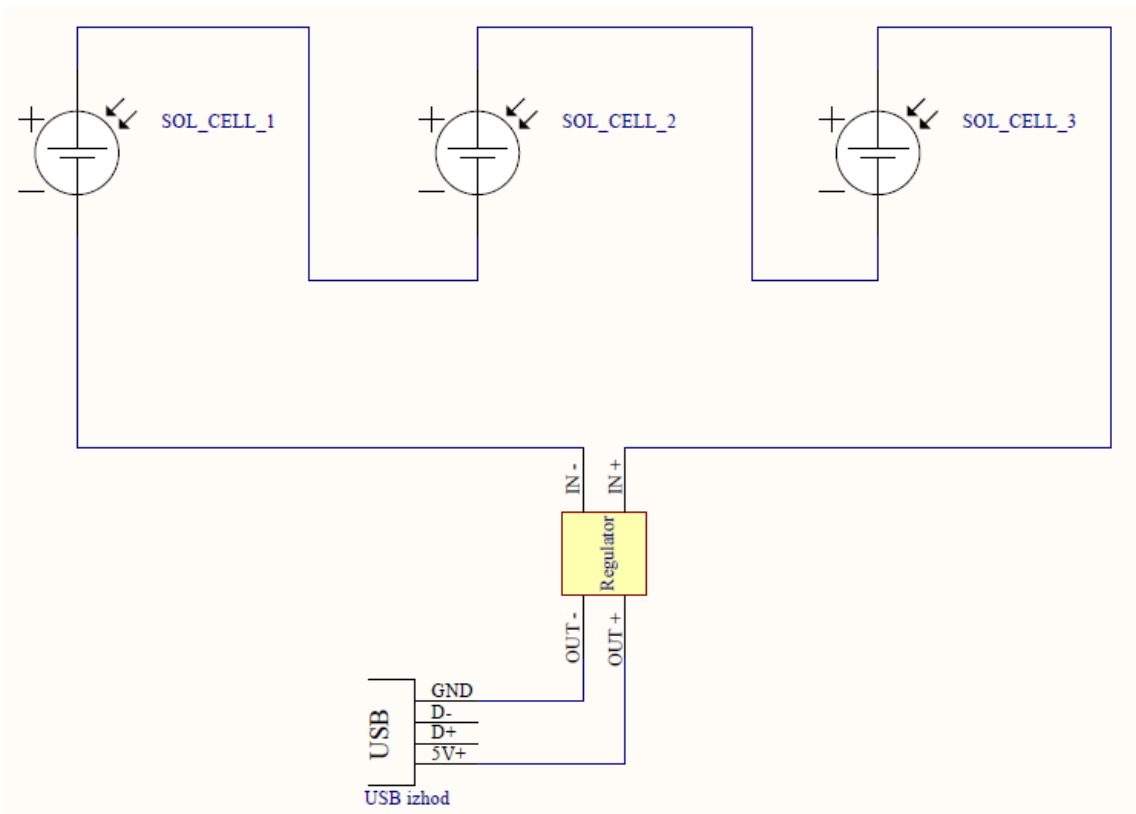 + SOL_CELL_1
+ SOL_CELL_2
+ SOL_CELL_3
—
—
—
IN -
IN +
Regulator
OUT -
OUT +
USB
GND
D-
D+
5V+
USB izhod